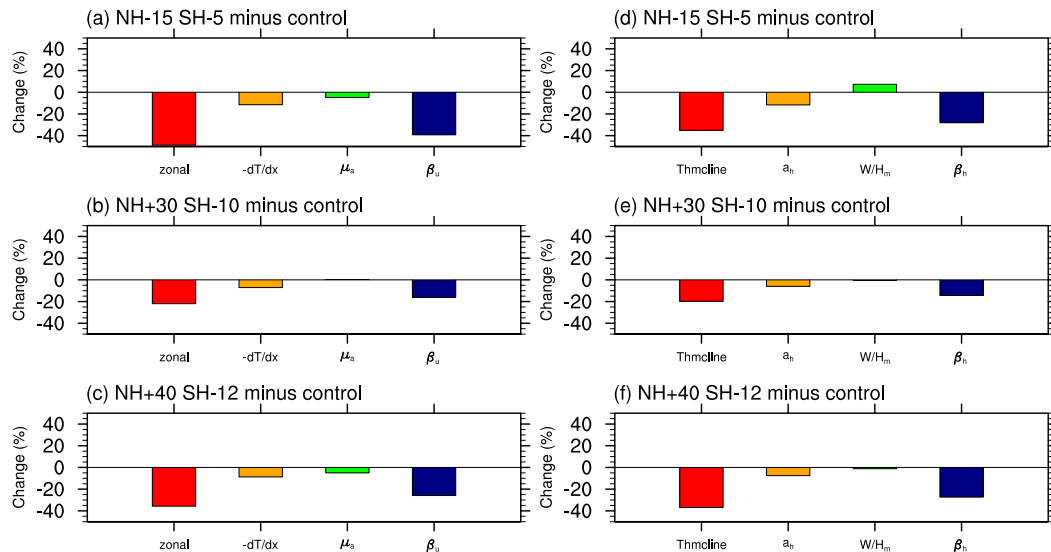 (a) NH-15 SH-5 minus control
Change (%)
40
20
0
-20
-40
zonal -dT/dx μₐ βᵤ
(d) NH-15 SH-5 minus control
Change (%)
40
20
0
-20
-40
Thmcline aₕ W/Hₘ βₕ
(b) NH+30 SH-10 minus control
Change (%)
40
20
0
-20
-40
zonal -dT/dx μₐ βᵤ
(e) NH+30 SH-10 minus control
Change (%)
40
20
0
-20
-40
Thmcline aₕ W/Hₘ βₕ
(c) NH+40 SH-12 minus control
Change (%)
40
20
0
-20
-40
zonal -dT/dx μₐ βᵤ
(f) NH+40 SH-12 minus control
Change (%)
40
20
0
-20
-40
Thmcline aₕ W/Hₘ βₕ